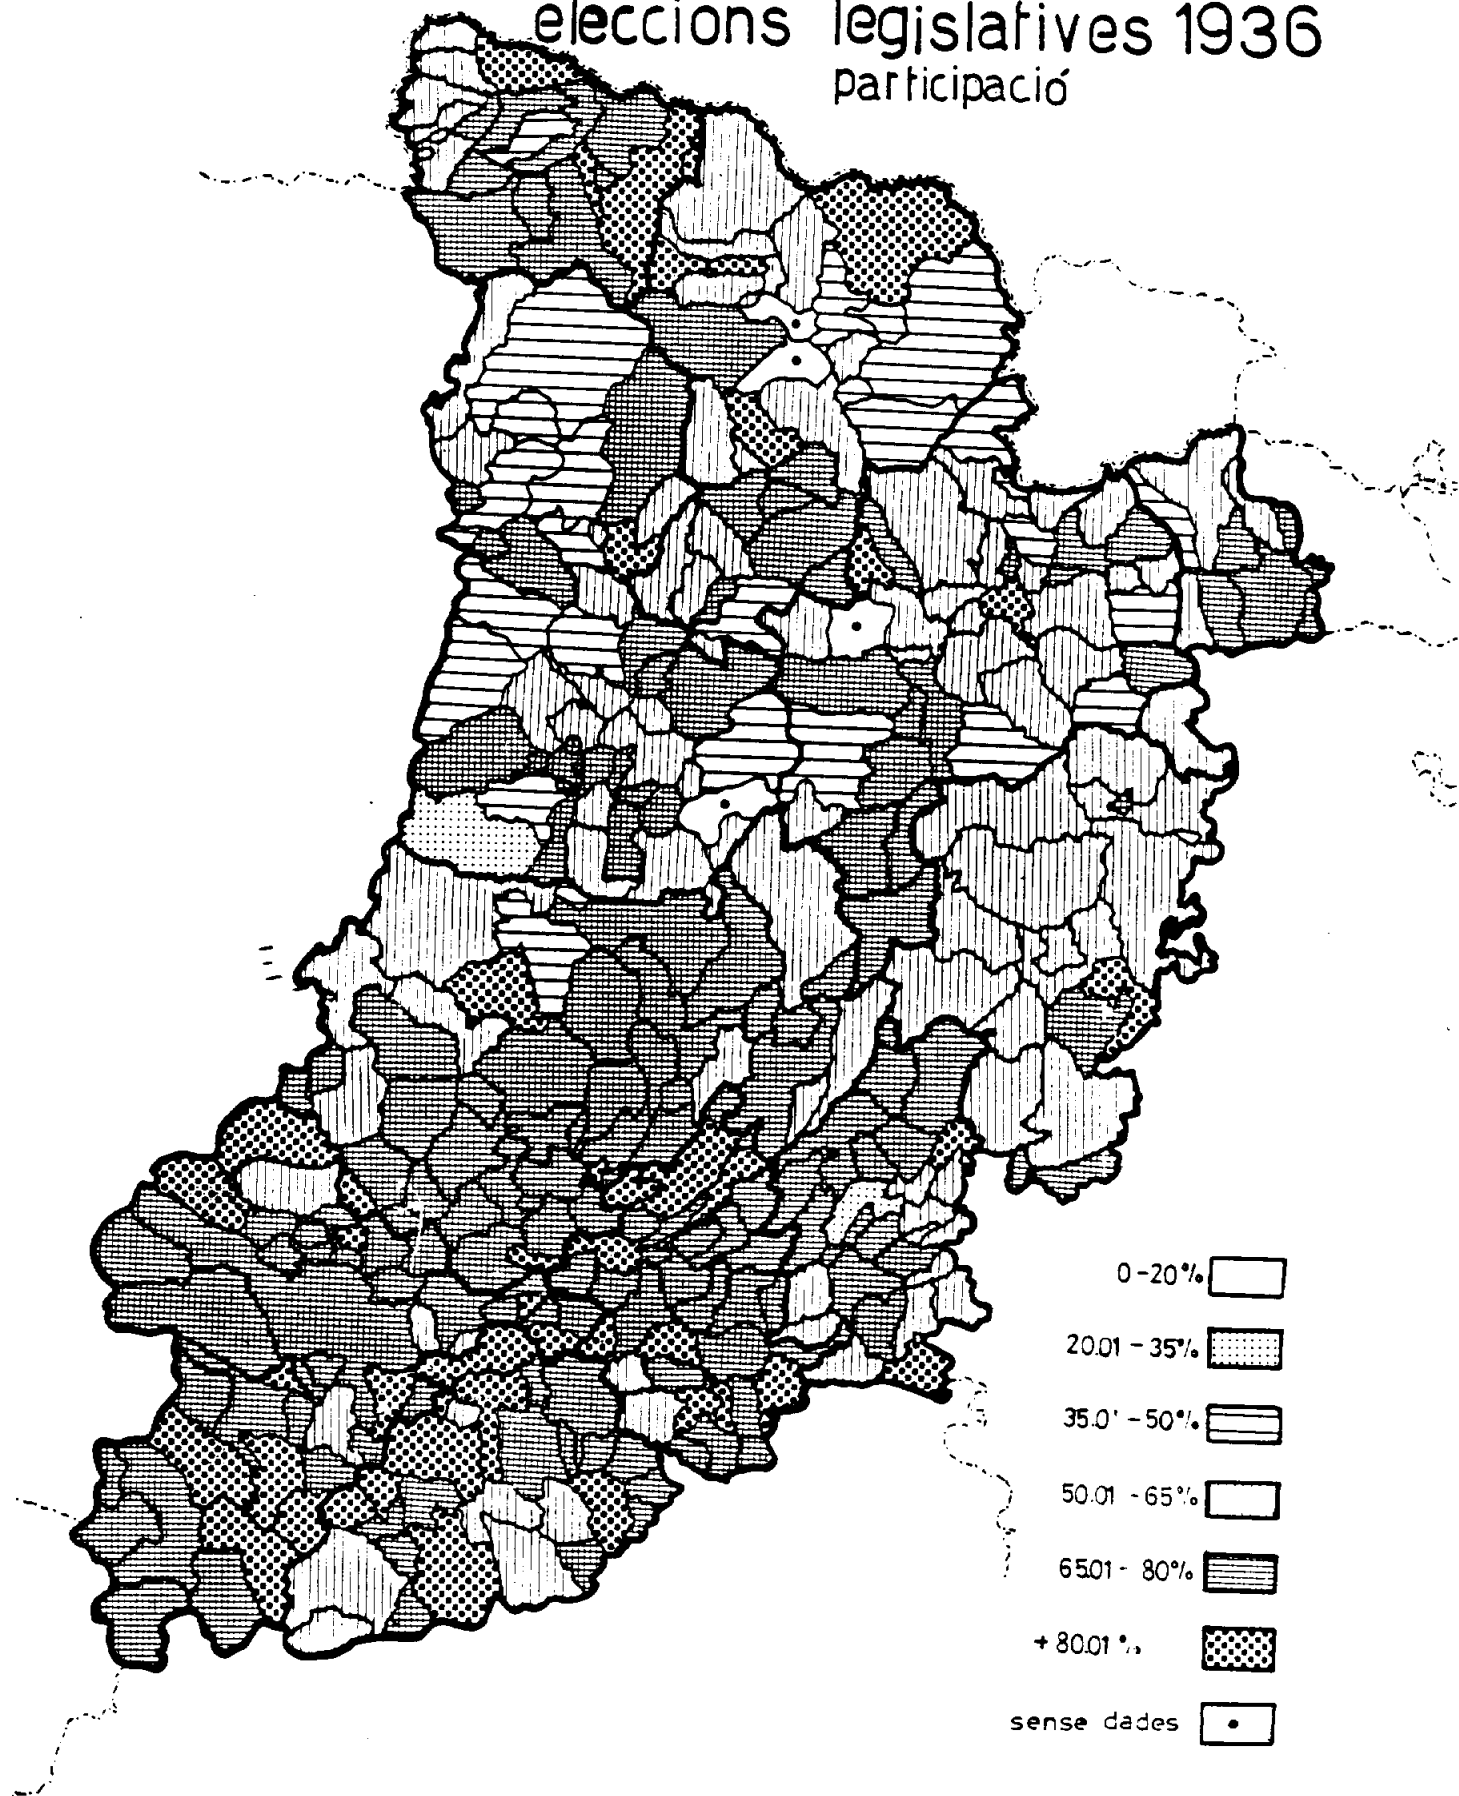 eleccions legislatives 1936
participació
0-20%
20.01 - 35%
35.0' - 50%
50.01 - 65%
65.01 - 80%
+ 80.01 %
sense dades